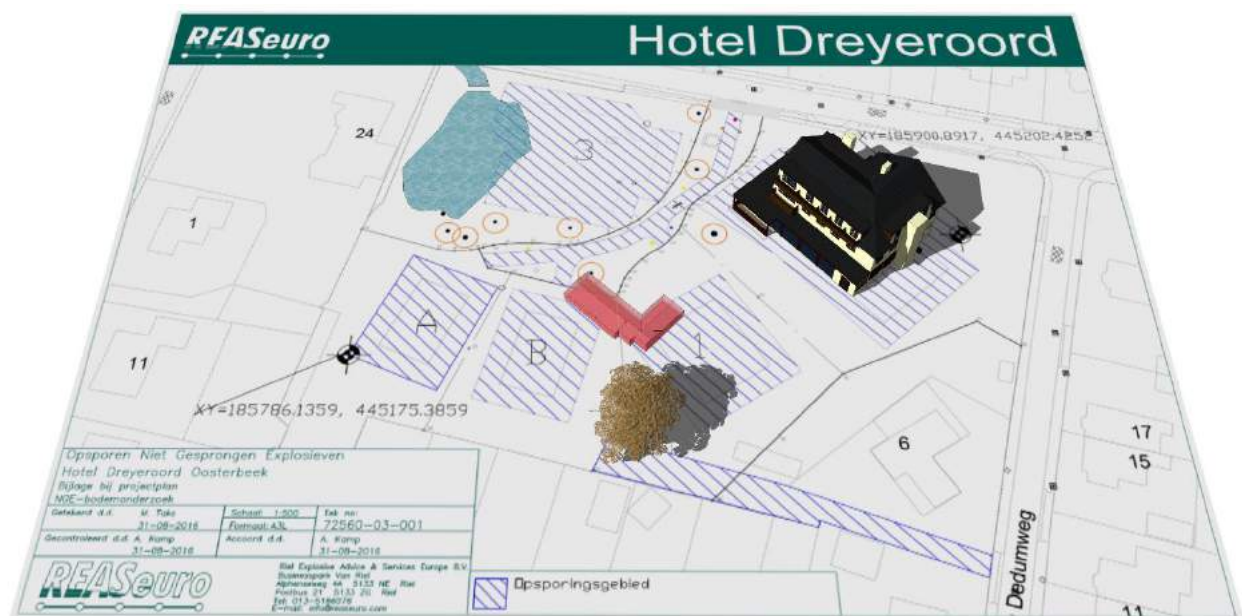 REASeuro
Hotel Dreyeroord
24
3
XY=185900.8917, 445202.4252
1
A
B
1
11
XY=185786.1359, 445175.3859
6
17
15
11
Dedumweg
Opsporen Niet Gesprongen Explosieven
Hotel Dreyeroord Oosterbeek
Bijlage bij projectplan
NGE-bodemonderzoek
Getekend d.d.
31-08-2016
Schaal: 1:500
Formaat: A3L
Tek no:
72560-03-001
Gecontroleerd d.d. A. Kamp
31-08-2016
Accoord d.d.
A. Kamp
31-08-2016
REASeuro
Riel Explosive Advice & Services Europe B.V.
Businesspark Van Riel
Alphenseweg 4A 5133 NE Riel
Postbus 21 5133 ZG Riel
Tel: 013-5186076
E-mail: info@reaseuro.com
Opsporingsgebied